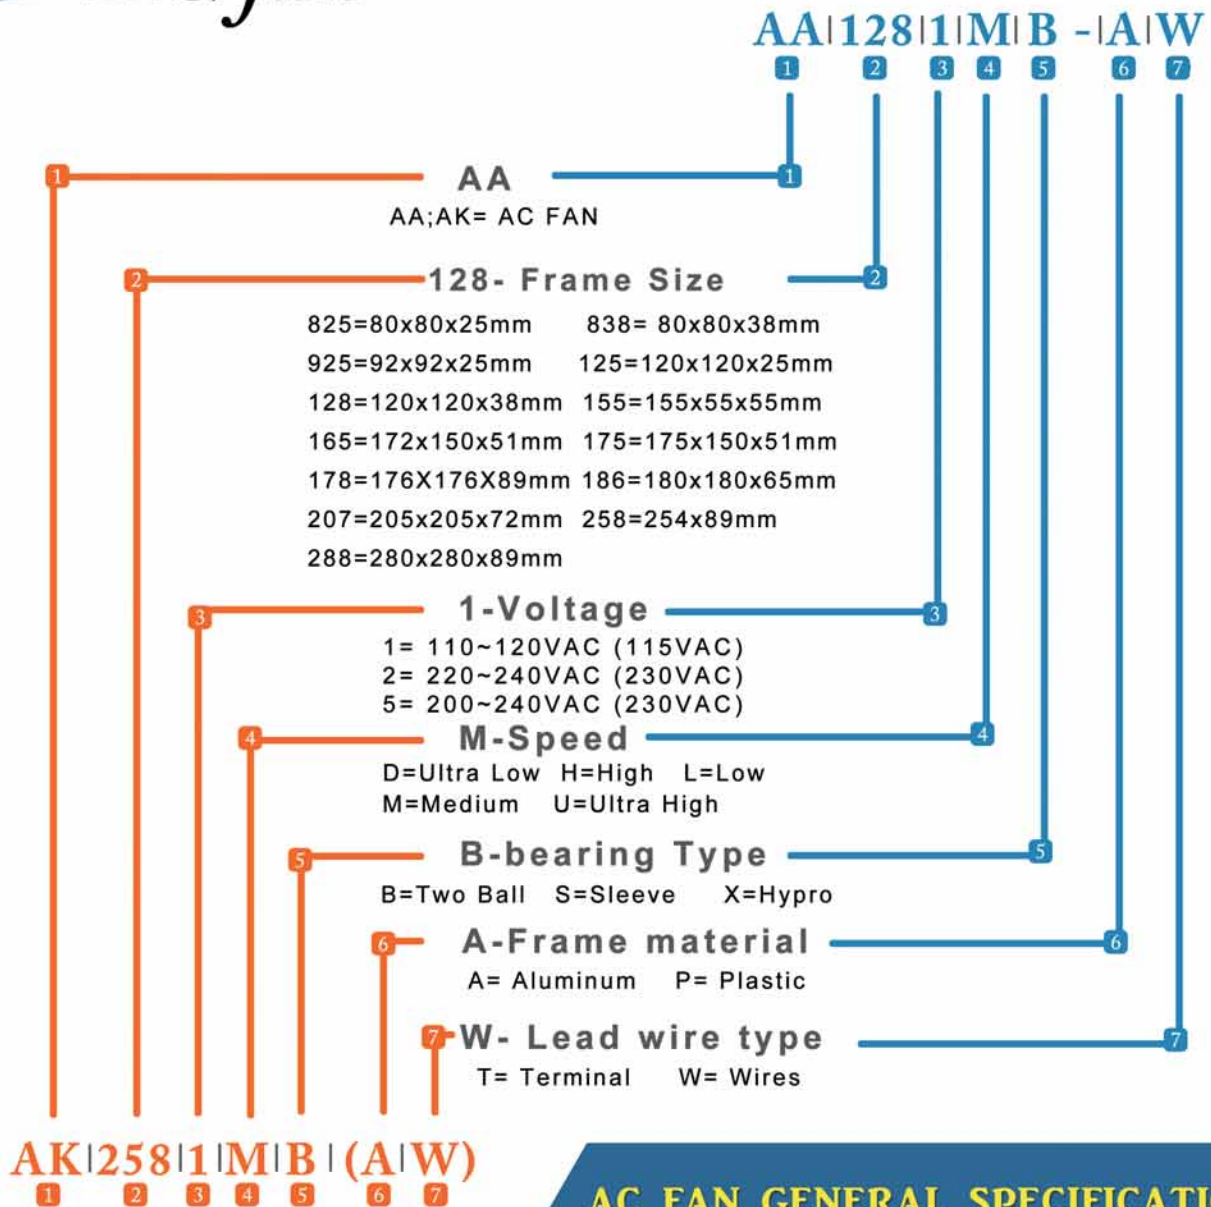 AA|128|1|M|B -|A|W
1 2 3 4 5 6 7
1 AA 1
AA;AK= AC FAN
2 128- Frame Size 2
825=80x80x25mm 838= 80x80x38mm
925=92x92x25mm 125=120x120x25mm
128=120x120x38mm 155=155x55x55mm
165=172x150x51mm 175=175x150x51mm
178=176X176X89mm 186=180x180x65mm
207=205x205x72mm 258=254x89mm
288=280x280x89mm
3 1-Voltage 3
1= 110~120VAC (115VAC)
2= 220~240VAC (230VAC)
5= 200~240VAC (230VAC)
4 M-Speed 4
D=Ultra Low H=High L=Low
M=Medium U=Ultra High
5 B-bearing Type 5
B=Two Ball S=Sleeve X=Hypro
6 A-Frame material 6
A= Aluminum P= Plastic
7 W- Lead wire type 7
T= Terminal W= Wires
AK|258|1|M|B|(A|W)
1 2 3 4 5 6 7
AC FAN GENERAL SPECIFICATI